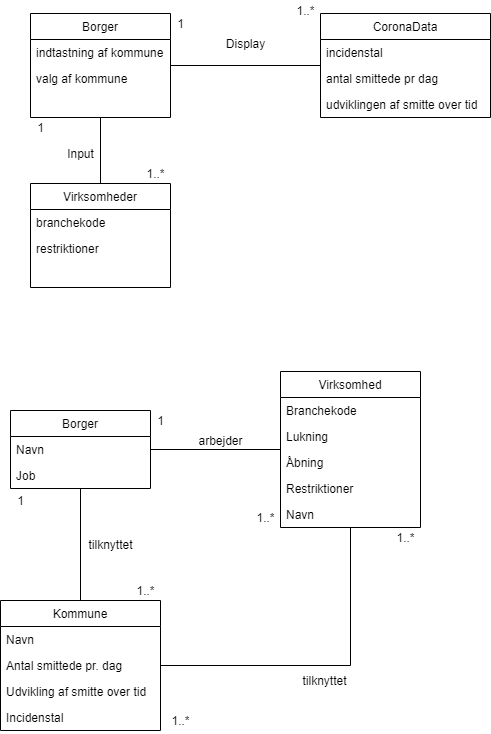 Borger
indtastning af kommune
valg af kommune
1
Display
1..*
CoronaData
incidenstal
antal smittede pr dag
udviklingen af smitte over tid
1
Input
1..*
Virksomheder
branchekode
restriktioner
Borger
Navn
Job
1
arbejder
Virksomhed
Branchekode
Lukning
Åbning
Restriktioner
Navn
1..*
1..*
1
tilknyttet
1..*
Kommune
Navn
Antal smittede pr. dag
Udvikling af smitte over tid
Incidenstal
1..*
tilknyttet